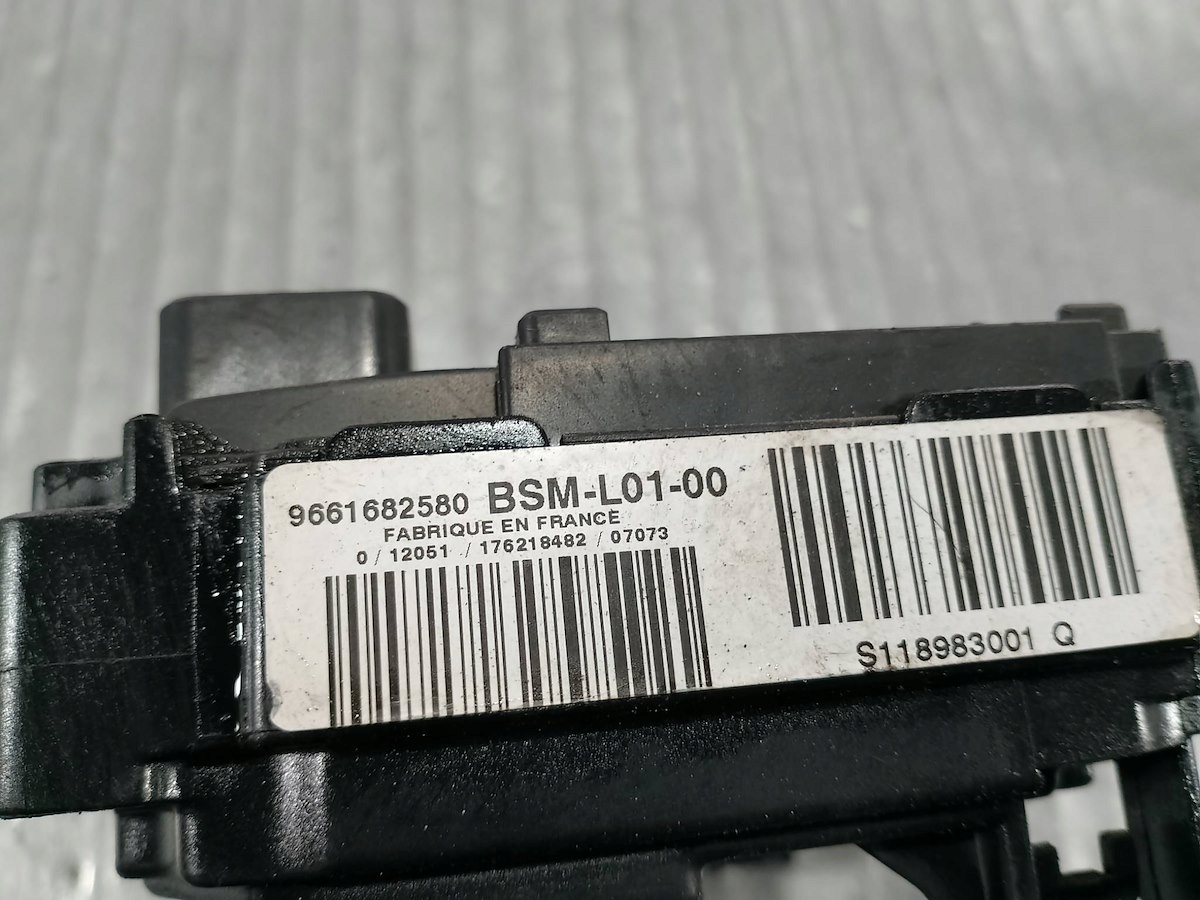 9661682580 BSM-L01-00
FABRIQUE EN FRANCE
0 / 12051 / 176218482 / 07073
S118983001 Q